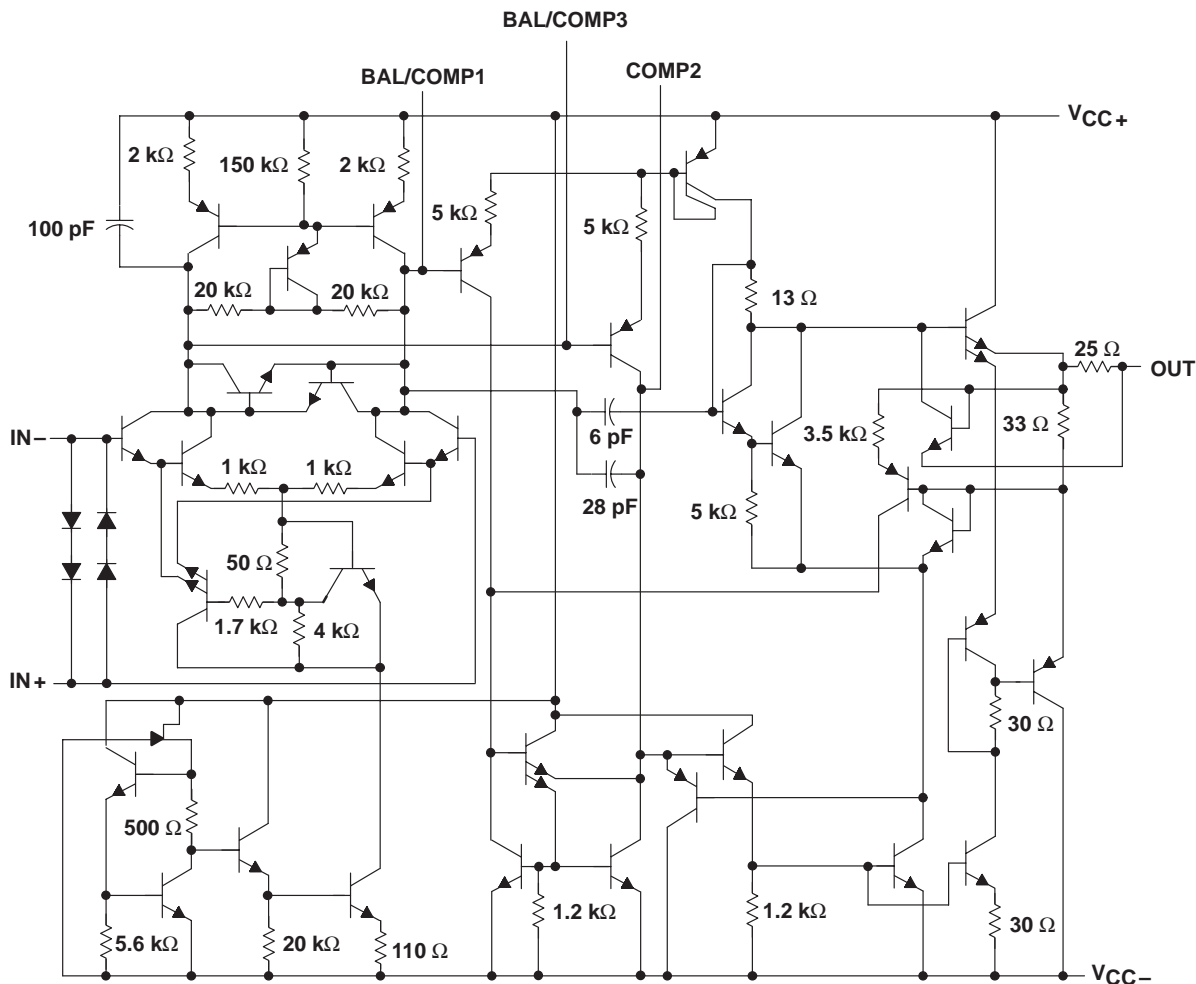 BAL/COMP3
COMP2
BAL/COMP1
VCC+
2 kΩ
150 kΩ
2 kΩ
5 kΩ
5 kΩ
100 pF
20 kΩ
20 kΩ
13 Ω
25 Ω
OUT
IN−
6 pF
3.5 kΩ
33 Ω
1 kΩ
1 kΩ
28 pF
5 kΩ
50 Ω
1.7 kΩ
4 kΩ
IN+
30 Ω
500 Ω
1.2 kΩ
1.2 kΩ
30 Ω
5.6 kΩ
20 kΩ
110 Ω
VCC−